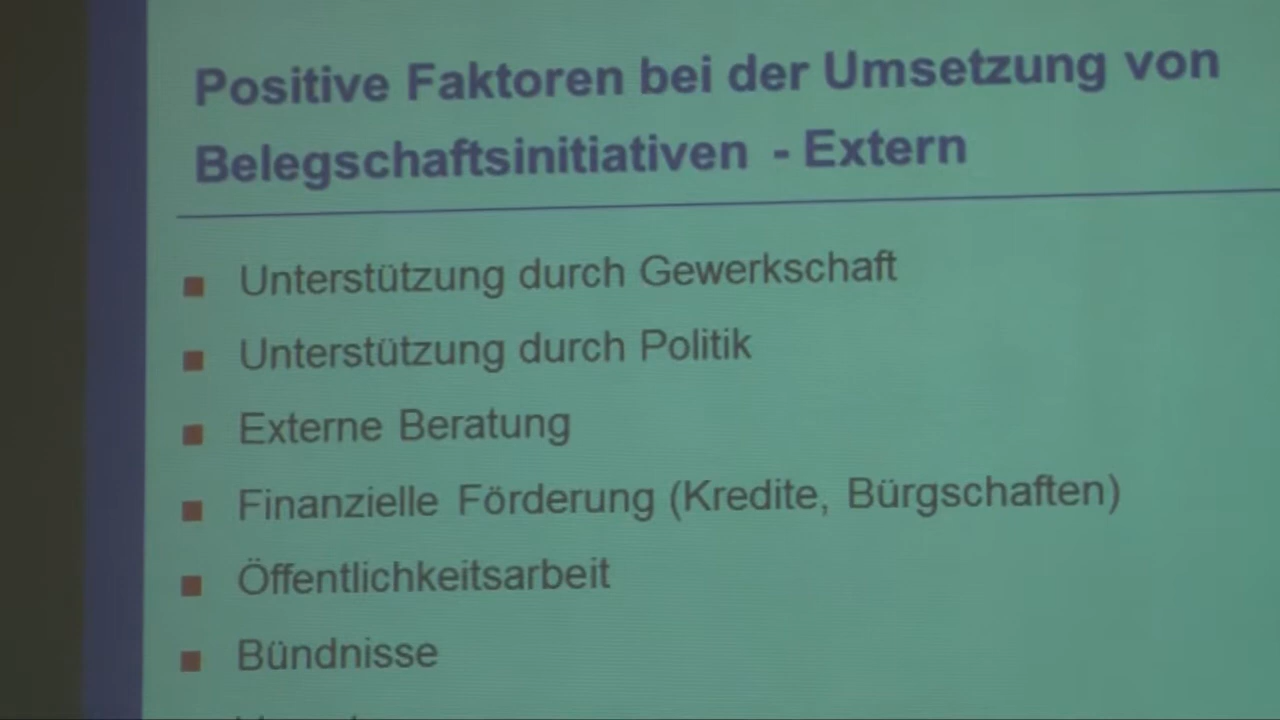 Positive Faktoren bei der Umsetzung von
Belegschaftsinitiativen - Extern
Unterstützung durch Gewerkschaft
Unterstützung durch Politik
Externe Beratung
Finanzielle Förderung (Kredite, Bürgschaften)
Öffentlichkeitsarbeit
Bündnisse